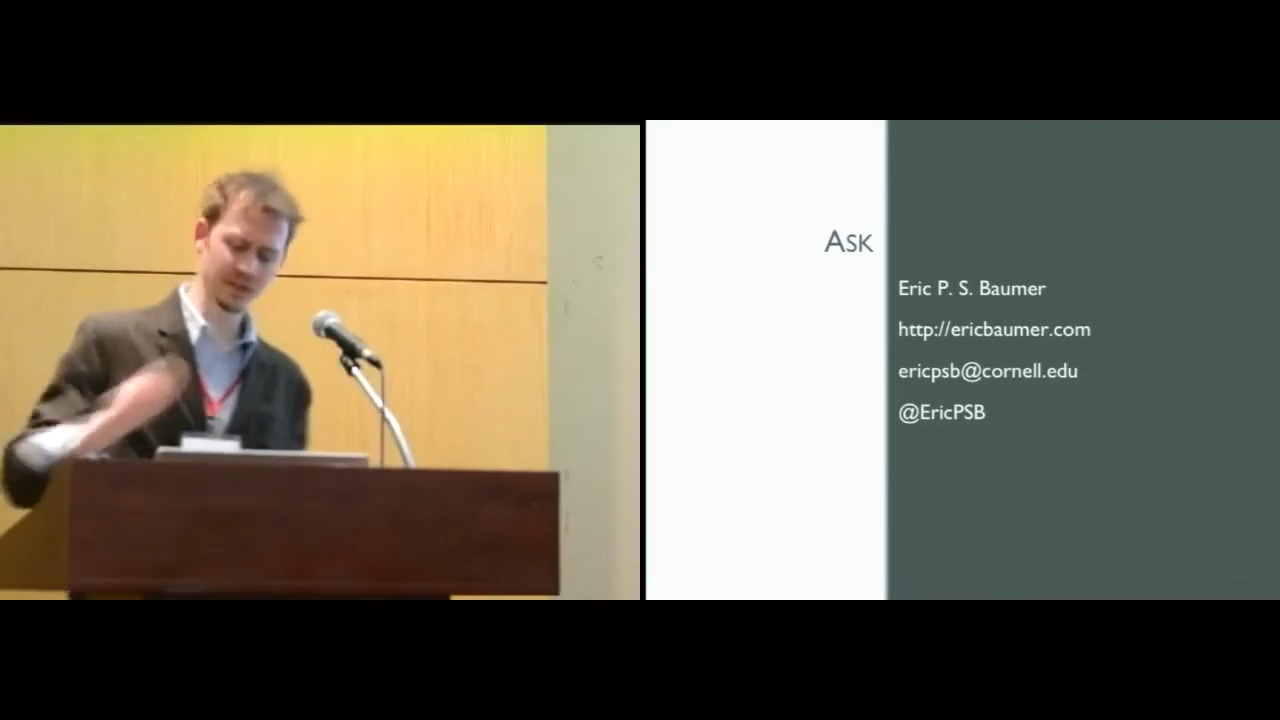 Ask
Eric P. S. Baumer
http://ericbaumer.com
ericpsb@cornell.edu
@EricPSB